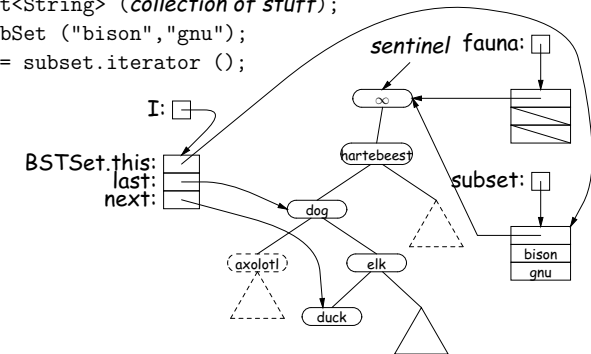 t<String> (collection of stuff);
bSet ("bison","gnu");
= subset.iterator ();
sentinel fauna:
∞
I:
hartebeest
BSTSet.this:
last:
next:
subset:
dog
axolotl
elk
bison
gnu
duck